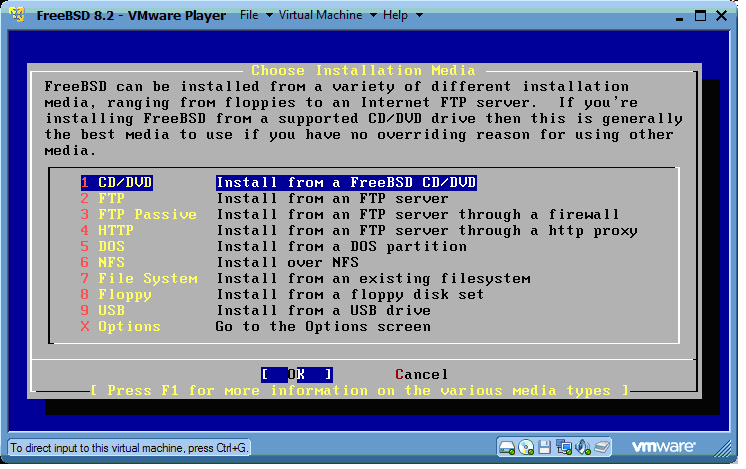 FreeBSD 8.2 - VMware Player File Virtual Machine Help
Choose Installation Media
FreeBSD can be installed from a variety of different installation
media, ranging from floppies to an Internet FTP server. If you're
installing FreeBSD from a supported CD/DVD drive then this is generally
the best media to use if you have no overriding reason for using other
media.
1 CD/DVD Install from a FreeBSD CD/DVD
2 FTP Install from an FTP server
3 FTP Passive Install from an FTP server through a firewall
4 HTTP Install from an FTP server through a http proxy
5 DOS Install from a DOS partition
6 NFS Install over NFS
7 File System Install from an existing filesystem
8 Floppy Install from a floppy disk set
9 USB Install from a USB drive
X Options Go to the Options screen
[ OK ] Cancel
[ Press F1 for more information on the various media types ]
To direct input to this virtual machine, press Ctrl+G. vmware